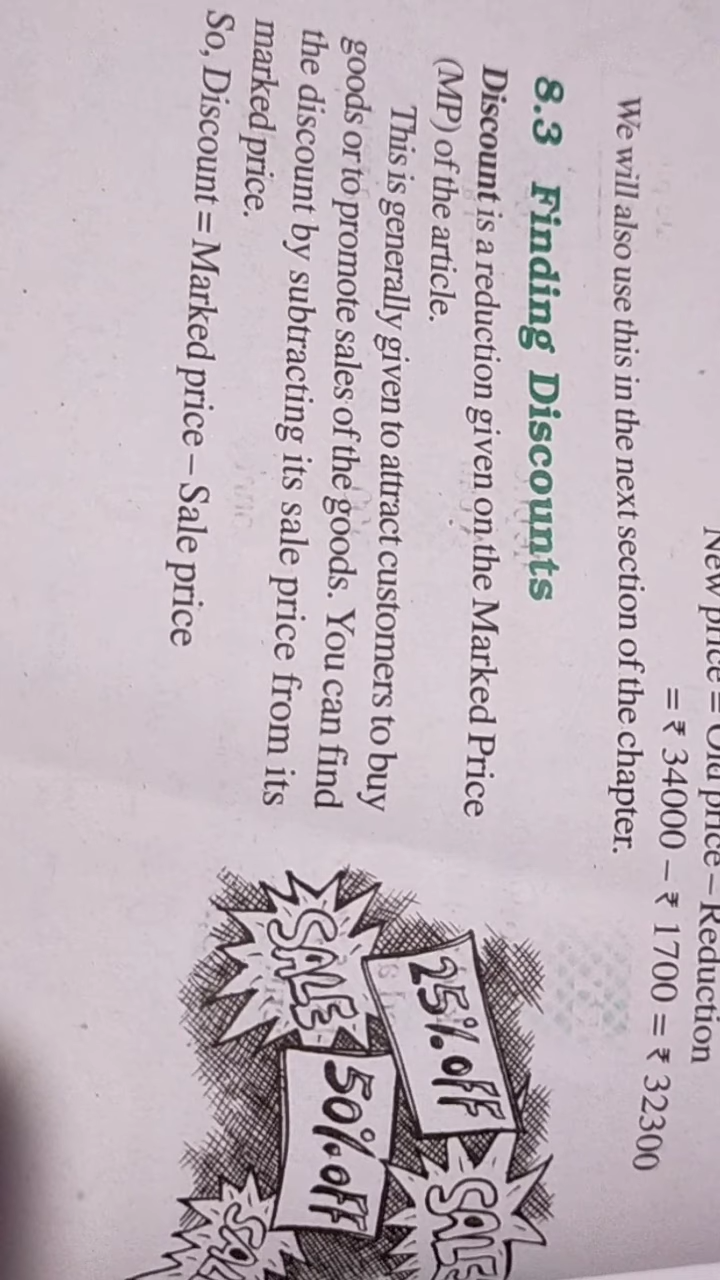 New price = Old price – Reduction
= ₹ 34000 – ₹ 1700 = ₹ 32300
We will also use this in the next section of the chapter.
8.3 Finding Discounts
Discount is a reduction given on the Marked Price
(MP) of the article.
This is generally given to attract customers to buy
goods or to promote sales of the goods. You can find
the discount by subtracting its sale price from its
marked price.
So, Discount = Marked price – Sale price
25% OFF
SALE
SALE
50% OFF